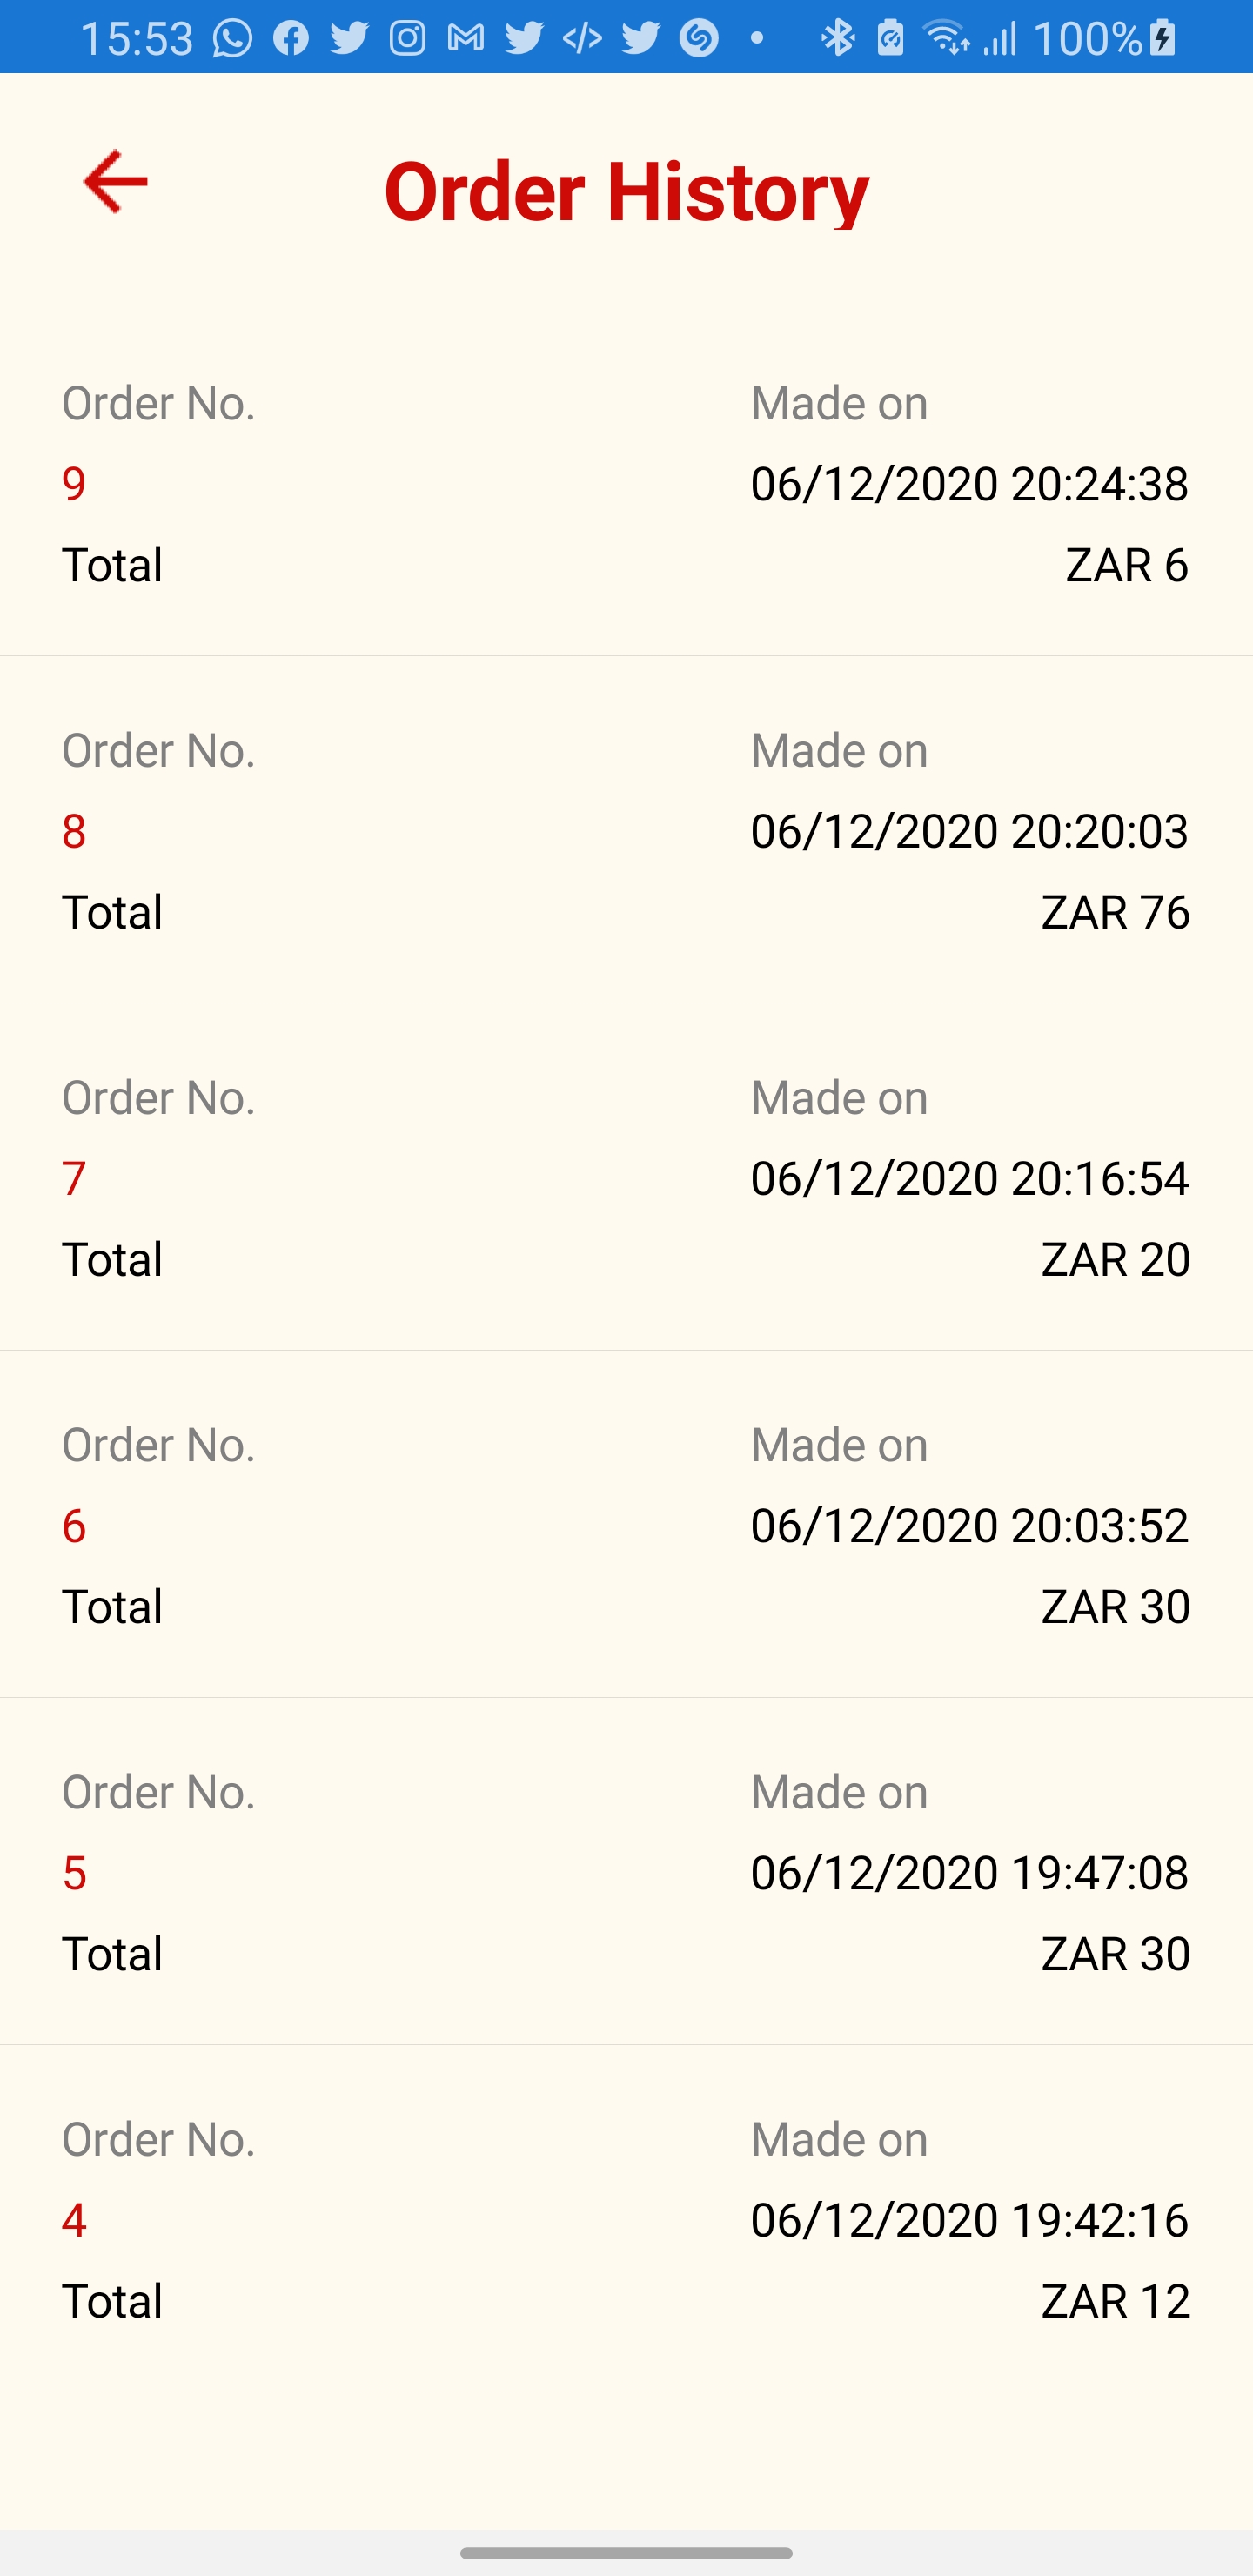 15:53 100%
Order History
Order No. Made on
9 06/12/2020 20:24:38
Total ZAR 6
Order No. Made on
8 06/12/2020 20:20:03
Total ZAR 76
Order No. Made on
7 06/12/2020 20:16:54
Total ZAR 20
Order No. Made on
6 06/12/2020 20:03:52
Total ZAR 30
Order No. Made on
5 06/12/2020 19:47:08
Total ZAR 30
Order No. Made on
4 06/12/2020 19:42:16
Total ZAR 12